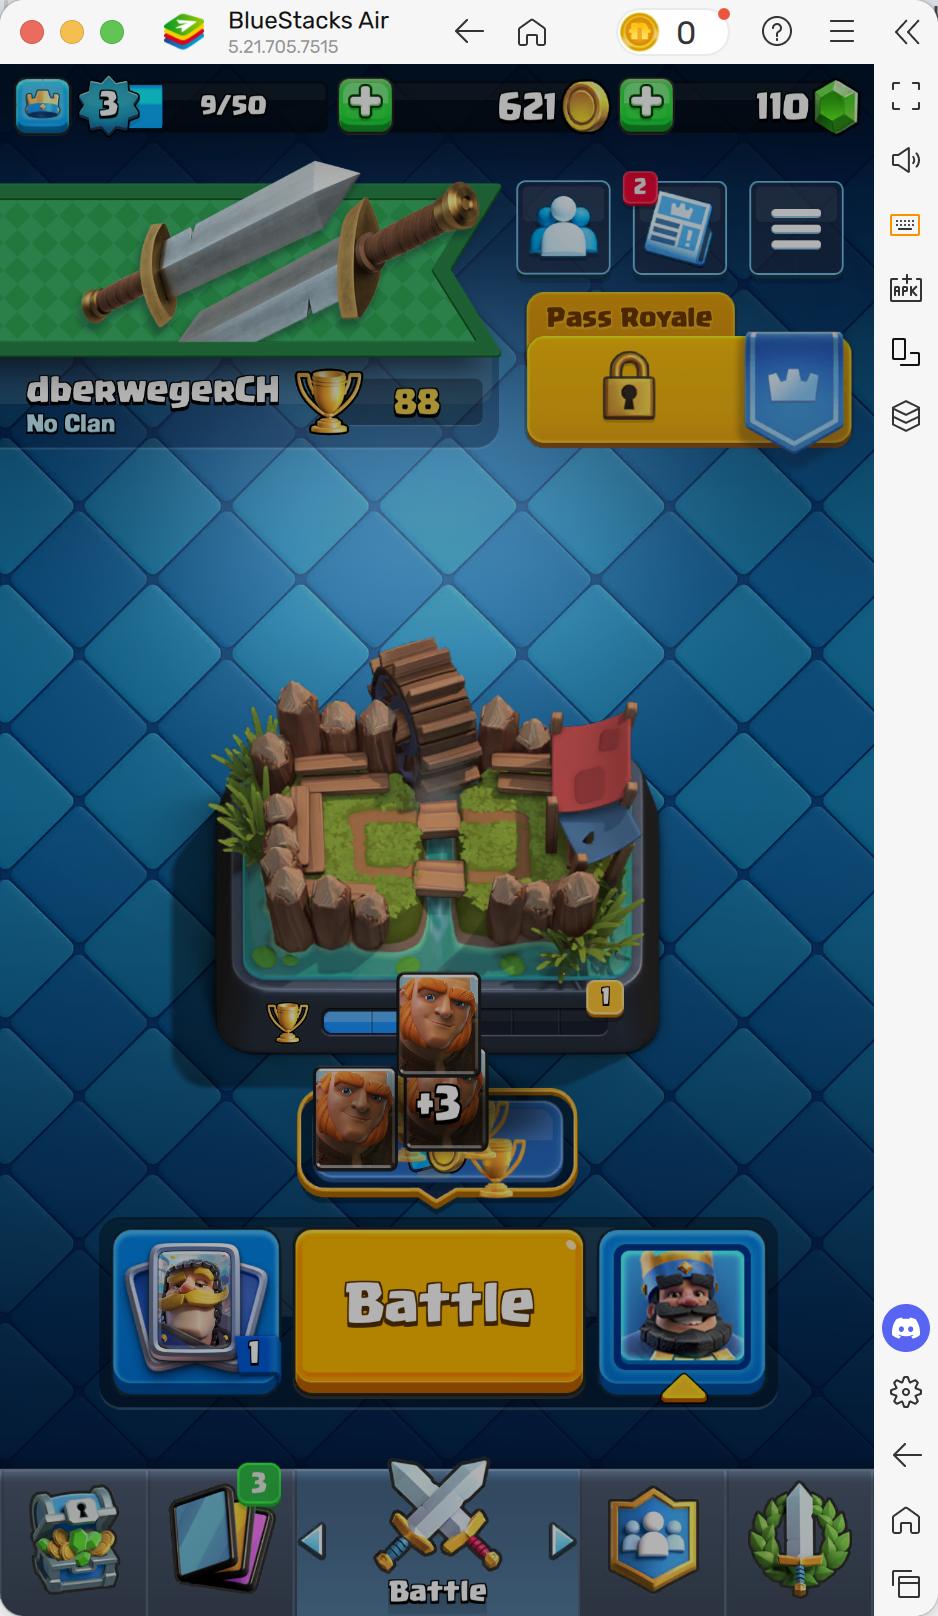 BlueStacks Air
5.21.705.7515
0
3
9/50
621
110
2
Pass Royale
dberwegerCH
No Clan
88
1
+3
1
Battle
3
Battle
APK